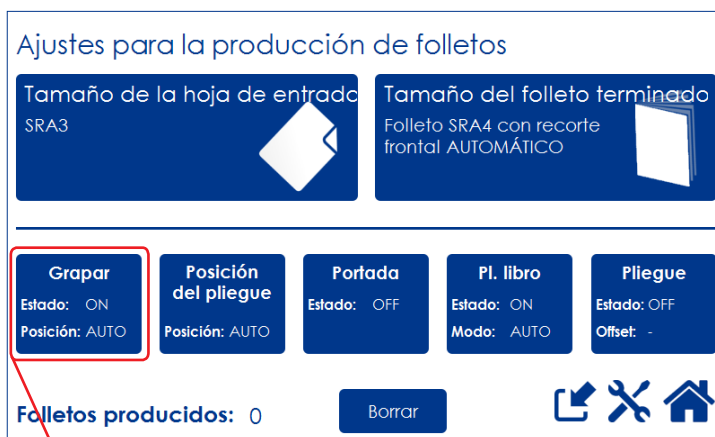 Ajustes para la producción de folletos
Tamaño de la hoja de entrada
SRA3
Tamaño del folleto terminado
Folleto SRA4 con recorte
frontal AUTOMÁTICO
Grapar
Estado: ON
Posición: AUTO
Posición
del pliegue
Posición: AUTO
Portada
Estado: OFF
Pl. libro
Estado: ON
Modo: AUTO
Pliegue
Estado: OFF
Offset: -
Folletos producidos: 0
Borrar